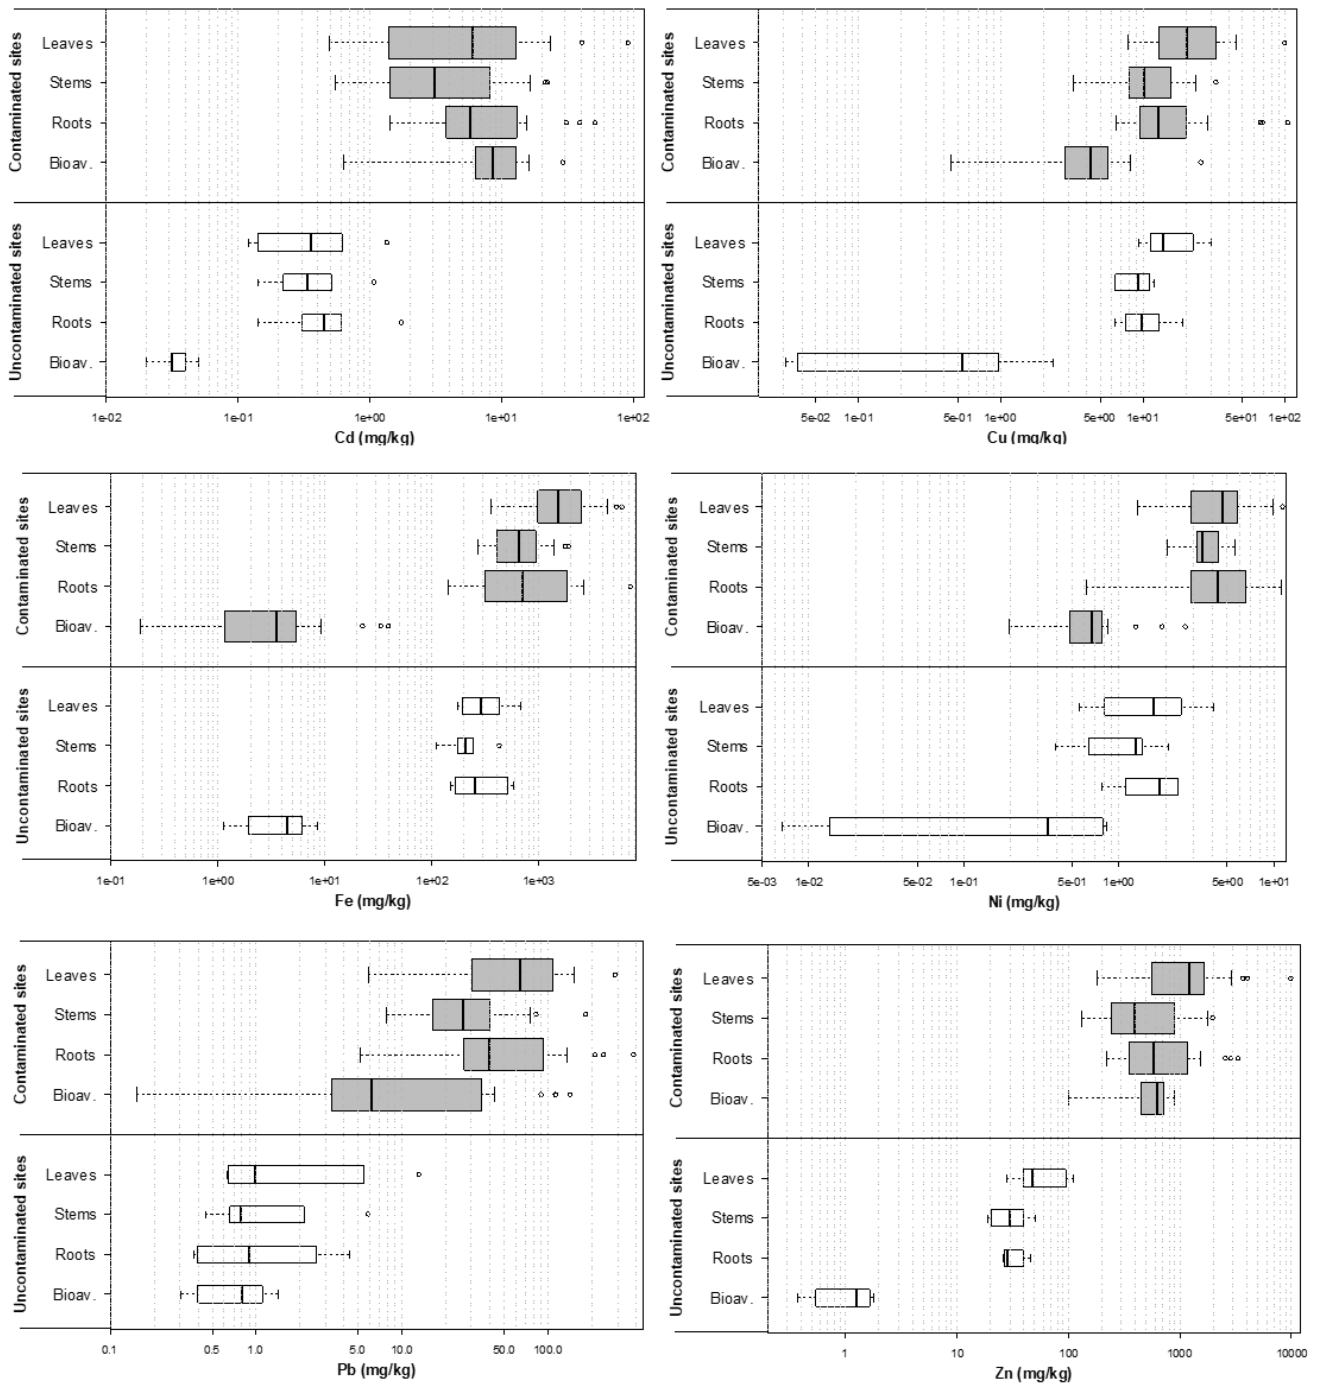 Contaminated sites
Leaves
Stems
Roots
Bioav.
Uncontaminated sites
Leaves
Stems
Roots
Bioav.
1e-02 1e-01 1e+00 1e+01 1e+02
Cd (mg/kg)
Contaminated sites
Leaves
Stems
Roots
Bioav.
Uncontaminated sites
Leaves
Stems
Roots
Bioav.
5e-02 1e-01 5e-01 1e+00 5e+00 1e+01 5e+01 1e+02
Cu (mg/kg)
Contaminated sites
Leaves
Stems
Roots
Bioav.
Uncontaminated sites
Leaves
Stems
Roots
Bioav.
1e-01 1e+00 1e+01 1e+02 1e+03
Fe (mg/kg)
Contaminated sites
Leaves
Stems
Roots
Bioav.
Uncontaminated sites
Leaves
Stems
Roots
Bioav.
5e-03 1e-02 5e-02 1e-01 5e-01 1e+00 5e+00 1e+01
Ni (mg/kg)
Contaminated sites
Leaves
Stems
Roots
Bioav.
Uncontaminated sites
Leaves
Stems
Roots
Bioav.
0.1 0.5 1.0 5.0 10.0 50.0 100.0
Pb (mg/kg)
Contaminated sites
Leaves
Stems
Roots
Bioav.
Uncontaminated sites
Leaves
Stems
Roots
Bioav.
1 10 100 1000 10000
Zn (mg/kg)